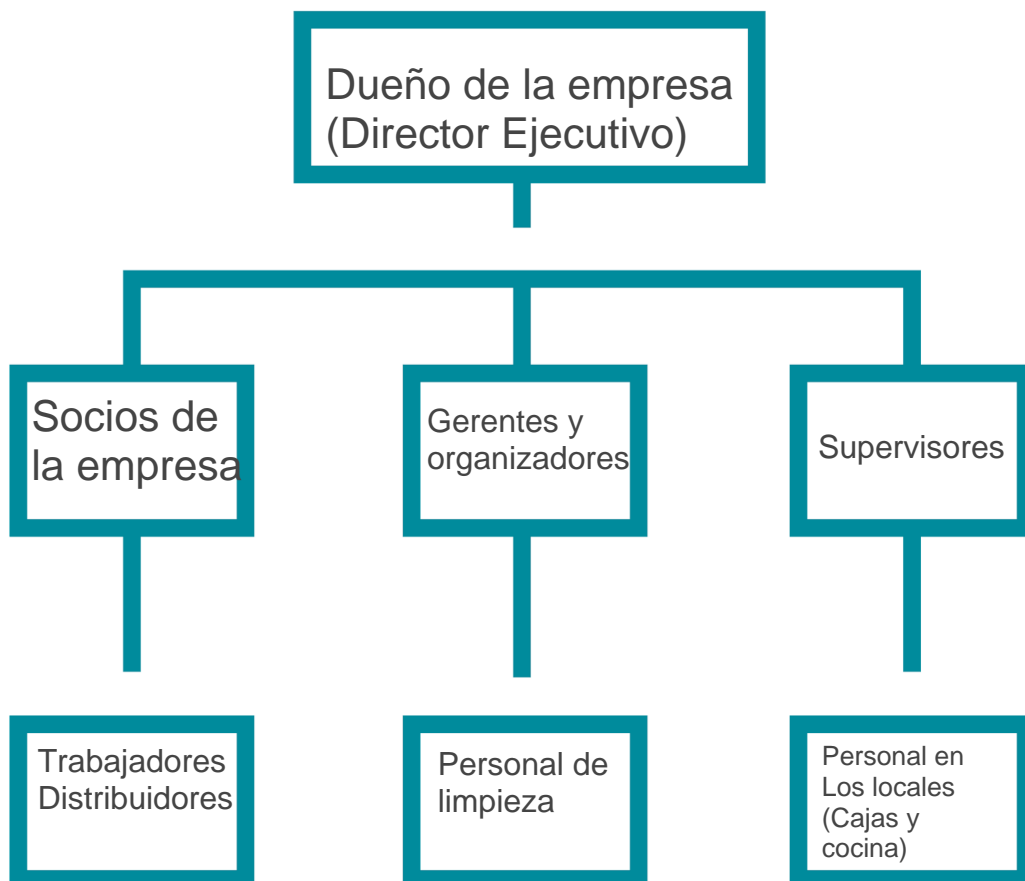 Dueño de la empresa
(Director Ejecutivo)
Socios de
la empresa
Gerentes y
organizadores
Supervisores
Trabajadores
Distribuidores
Personal de
limpieza
Personal en
Los locales
(Cajas y
cocina)